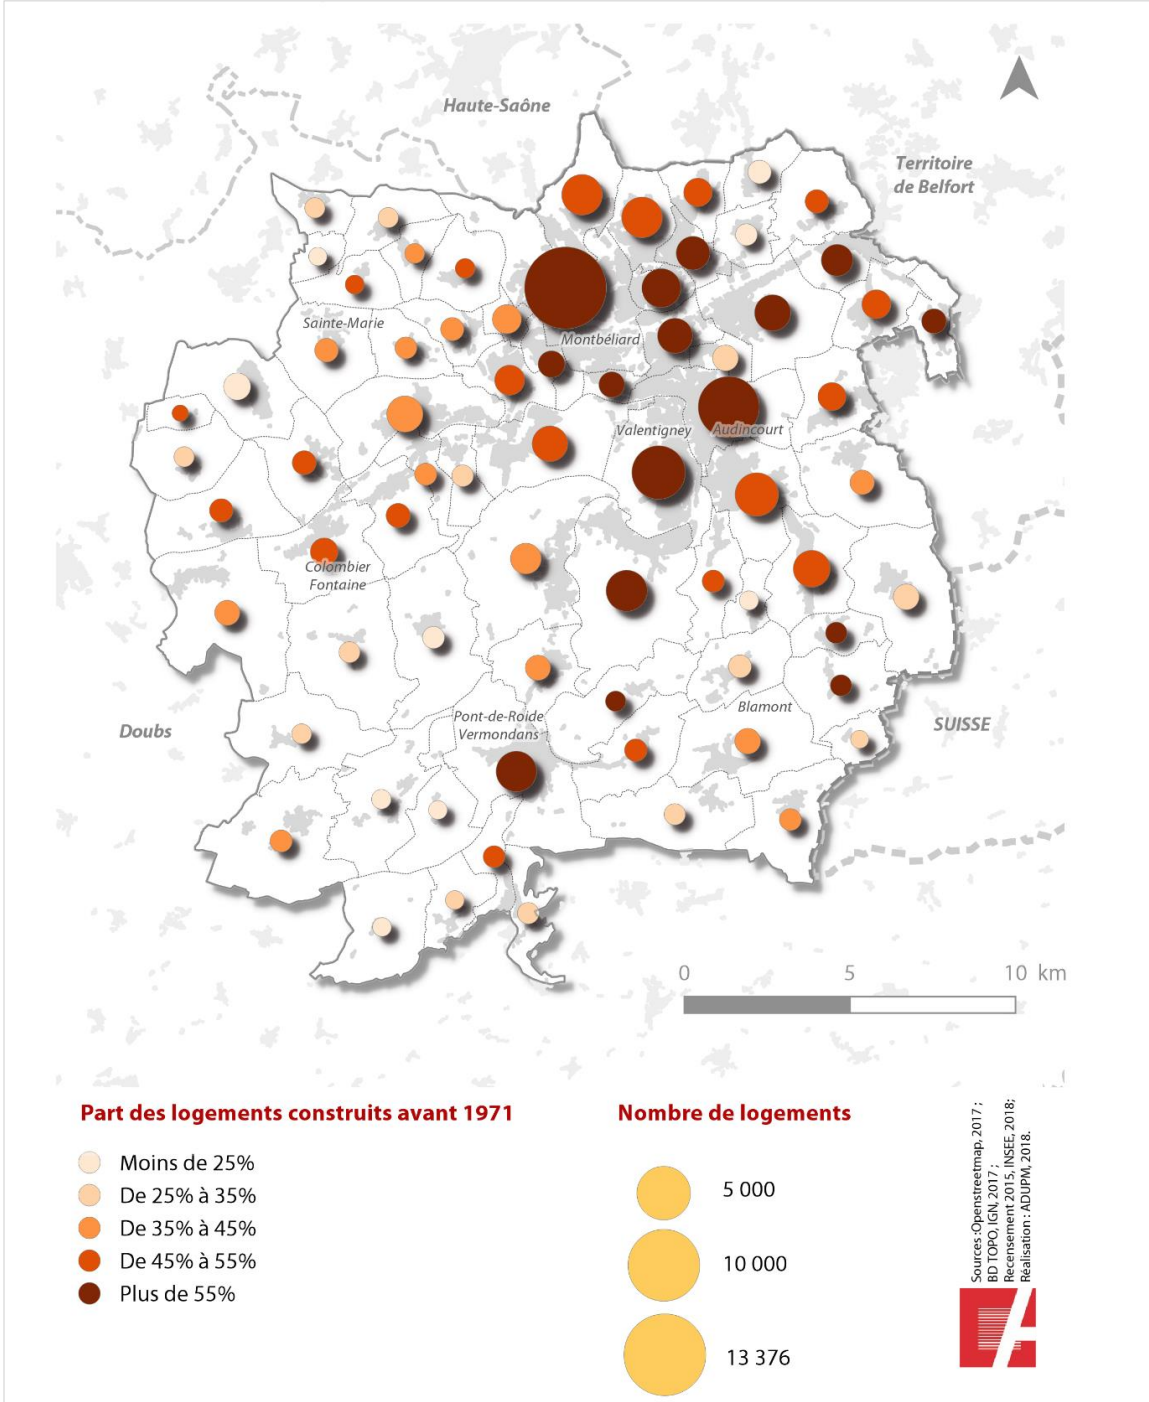 Haute-Saône
Territoire
de Belfort
Sainte-Marie
Montbéliard
Valentigney
Audincourt
Colombier
Fontaine
Pont-de-Roide
Vermondans
Blamont
Doubs
SUISSE
0 5 10 km
Part des logements construits avant 1971
Moins de 25%
De 25% à 35%
De 35% à 45%
De 45% à 55%
Plus de 55%
Nombre de logements
5 000
10 000
13 376
Sources :Openstreetmap, 2017 ;
BD TOPO, IGN, 2017 ;
Recensement 2015, INSEE, 2018;
Réalisation : ADUPM, 2018.